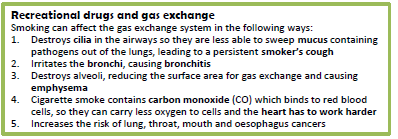 Recreational drugs and gas exchange
Smoking can affect the gas exchange system in the following ways:
1. Destroys cilia in the airways so they are less able to sweep mucus containing
pathogens out of the lungs, leading to a persistent smoker's cough
2. Irritates the bronchi, causing bronchitis
3. Destroys alveoli, reducing the surface area for gas exchange and causing
emphysema
4. Cigarette smoke contains carbon monoxide (CO) which binds to red blood
cells, so they can carry less oxygen to cells and the heart has to work harder
5. Increases the risk of lung, throat, mouth and oesophagus cancers